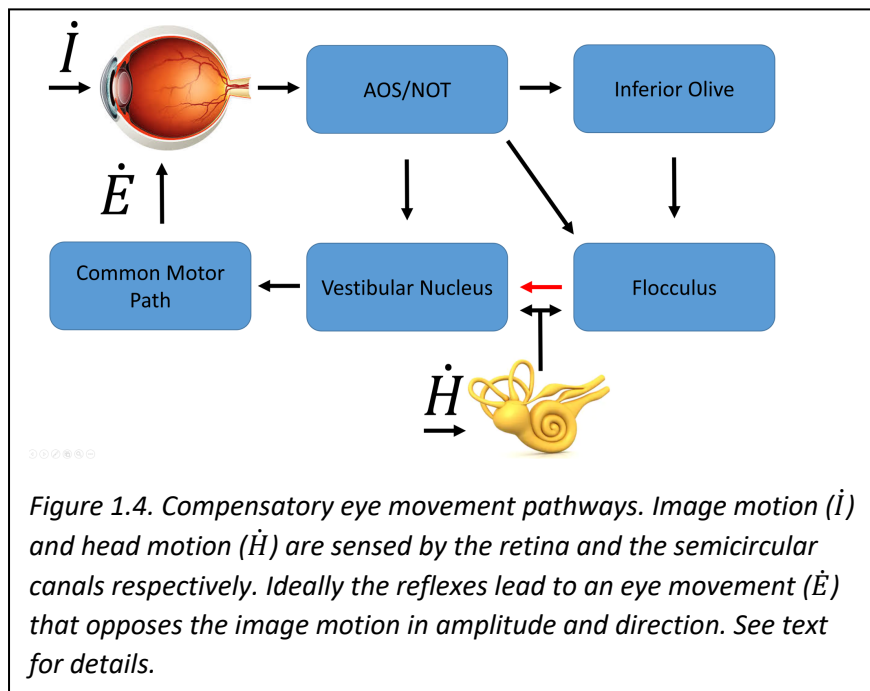 İ
AOS/NOT
Inferior Olive
Ė
Common Motor
Path
Vestibular Nucleus
Flocculus
Ḣ
Figure 1.4. Compensatory eye movement pathways. Image motion (İ)
and head motion (Ḣ) are sensed by the retina and the semicircular
canals respectively. Ideally the reflexes lead to an eye movement (Ė)
that opposes the image motion in amplitude and direction. See text
for details.